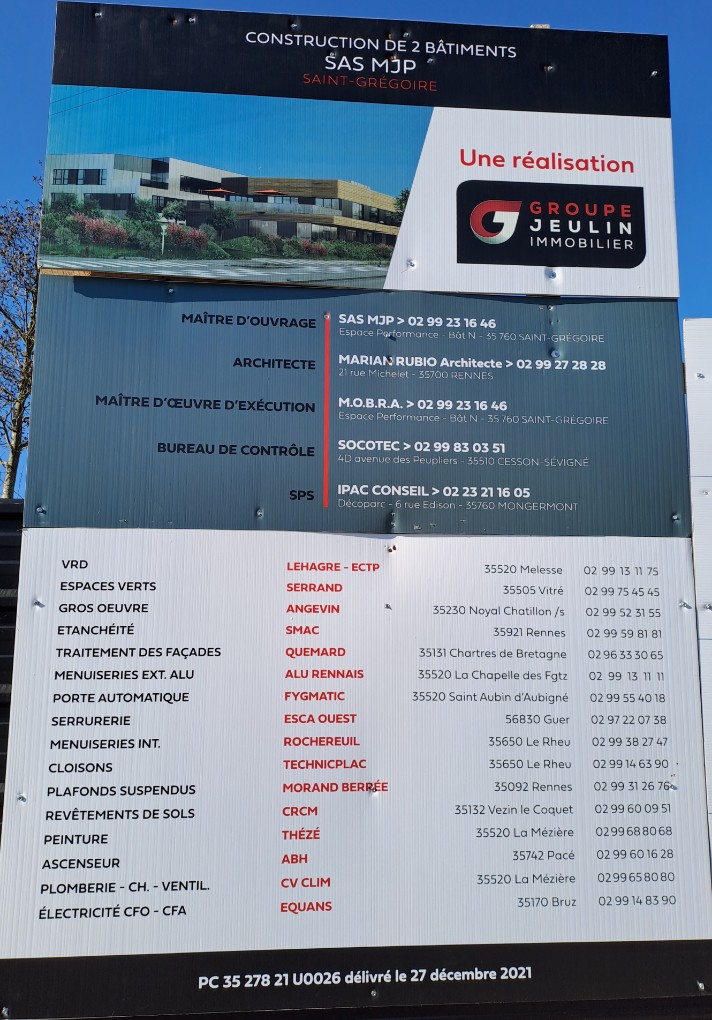 CONSTRUCTION DE 2 BÂTIMENTS
SAS MJP
SAINT-GRÉGOIRE
Une réalisation
GROUPE
JEULIN
IMMOBILIER
MAÎTRE D'OUVRAGE SAS MJP > 02 99 23 16 46
Espace Performance - Bât N - 35 760 SAINT-GRÉGOIRE
ARCHITECTE MARIAN RUBIO Architecte > 02 99 27 28 28
21 rue Michelet - 35700 RENNES
MAÎTRE D'ŒUVRE D'EXÉCUTION M.O.B.R.A. > 02 99 23 16 46
Espace Performance - Bât N - 35 760 SAINT-GRÉGOIRE
BUREAU DE CONTRÔLE SOCOTEC > 02 99 83 03 51
4D avenue des Peupliers - 35510 CESSON-SÉVIGNÉ
SPS IPAC CONSEIL > 02 23 21 16 05
Décoparc - 6 rue Edison - 35760 MONGERMONT
VRD LEHAGRE - ECTP 35520 Melesse 02 99 13 11 75
ESPACES VERTS SERRAND 35505 Vitré 02 99 75 45 45
GROS OEUVRE ANGEVIN 35230 Noyal Chatillon /s 02 99 52 31 55
ETANCHÉITÉ SMAC 35921 Rennes 02 99 59 81 81
TRAITEMENT DES FAÇADES QUEMARD 35131 Chartres de Bretagne 02 96 33 30 65
MENUISERIES EXT. ALU ALU RENNAIS 35520 La Chapelle des Fgtz 02 99 13 11 11
PORTE AUTOMATIQUE FYGMATIC 35520 Saint Aubin d'Aubigné 02 99 55 40 18
SERRURERIE ESCA OUEST 56830 Guer 02 97 22 07 38
MENUISERIES INT. ROCHEREUIL 35650 Le Rheu 02 99 38 27 47
CLOISONS TECHNICPLAC 35650 Le Rheu 02 99 14 63 90
PLAFONDS SUSPENDUS MORAND BERRÉE 35092 Rennes 02 99 31 26 76
REVÊTEMENTS DE SOLS CRCM 35132 Vezin le Coquet 02 99 60 09 51
PEINTURE THÉZÉ 35520 La Mézière 02 99 68 80 68
ASCENSEUR ABH 35742 Pacé 02 99 60 16 28
PLOMBERIE - CH. - VENTIL. CV CLIM 35520 La Mézière 02 99 65 80 80
ÉLECTRICITÉ CFO - CFA EQUANS 35170 Bruz 02 99 14 83 90
PC 35 278 21 U0026 délivré le 27 décembre 2021